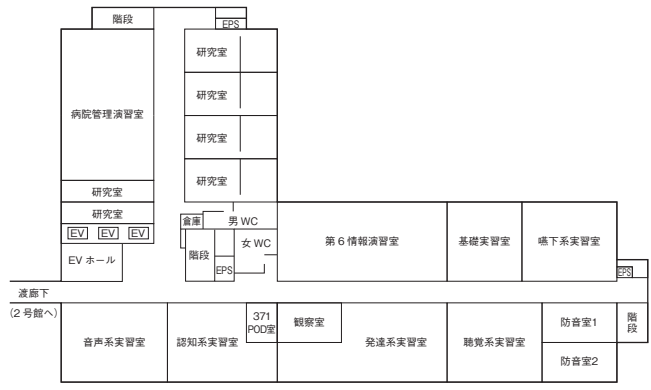 階段
EPS
研究室
病院管理演習室
研究室
研究室
研究室
研究室
研究室
倉庫
男 WC
EV
EV
EV
女 WC
第 6 情報演習室
基礎実習室
嚥下系実習室
階段
EV ホール
EPS
EPS
渡廊下
(2 号館へ)
371
POD室
観察室
防音室1
階
段
音声系実習室
認知系実習室
発達系実習室
聴覚系実習室
防音室2